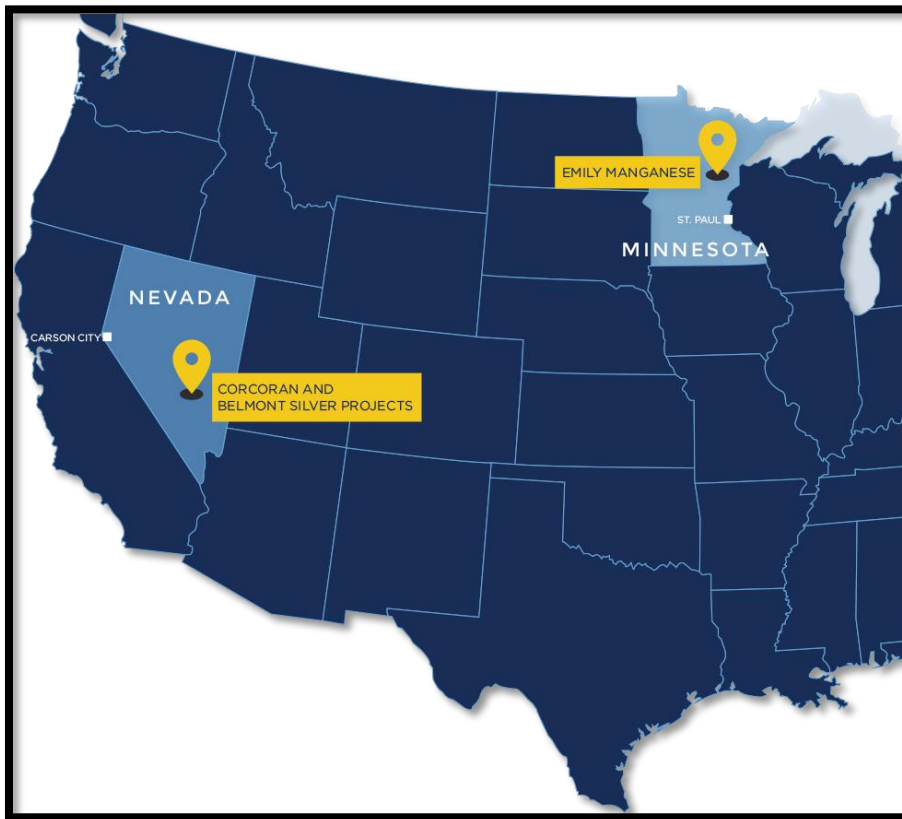 EMILY MANGANESE
ST. PAUL
MINNESOTA
NEVADA
CARSON CITY
CORCORAN AND
BELMONT SILVER PROJECTS